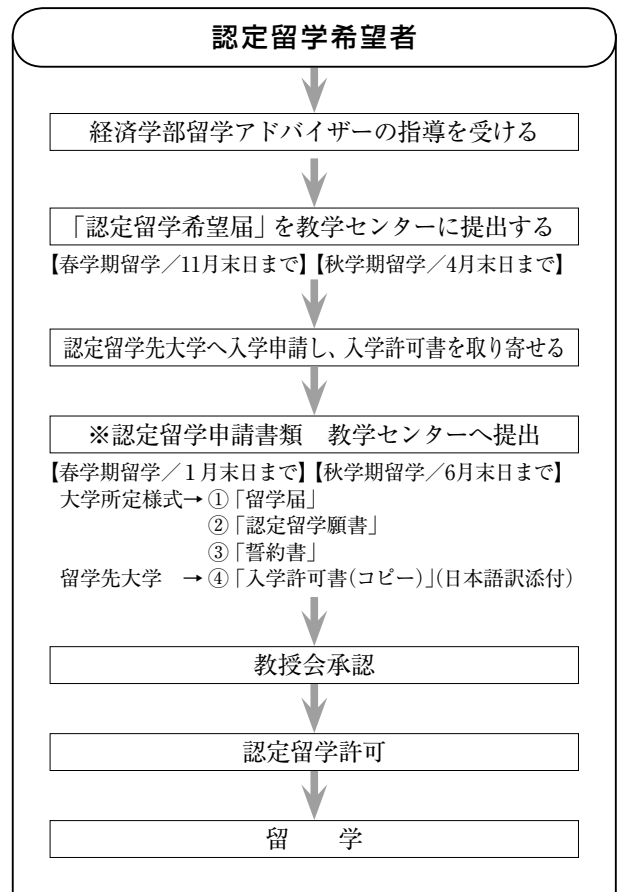 認定留学希望者
経済学部留学アドバイザーの指導を受ける
「認定留学希望届」を教学センターに提出する
【春学期留学／11月末日まで】【秋学期留学／4月末日まで】
認定留学先大学へ入学申請し、入学許可書を取り寄せる
※認定留学申請書類　教学センターへ提出
【春学期留学／１月末日まで】【秋学期留学／6月末日まで】
大学所定様式→①「留学届」
②「認定留学願書」
③「誓約書」
留学先大学　→④「入学許可書(コピー)」(日本語訳添付)
教授会承認
認定留学許可
留　　学